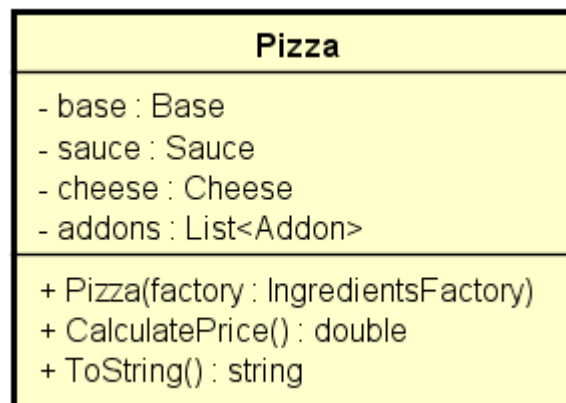 Pizza
- base : Base
- sauce : Sauce
- cheese : Cheese
- addons : List<Addon>
+ Pizza(factory : IngredientsFactory)
+ CalculatePrice() : double
+ ToString() : string